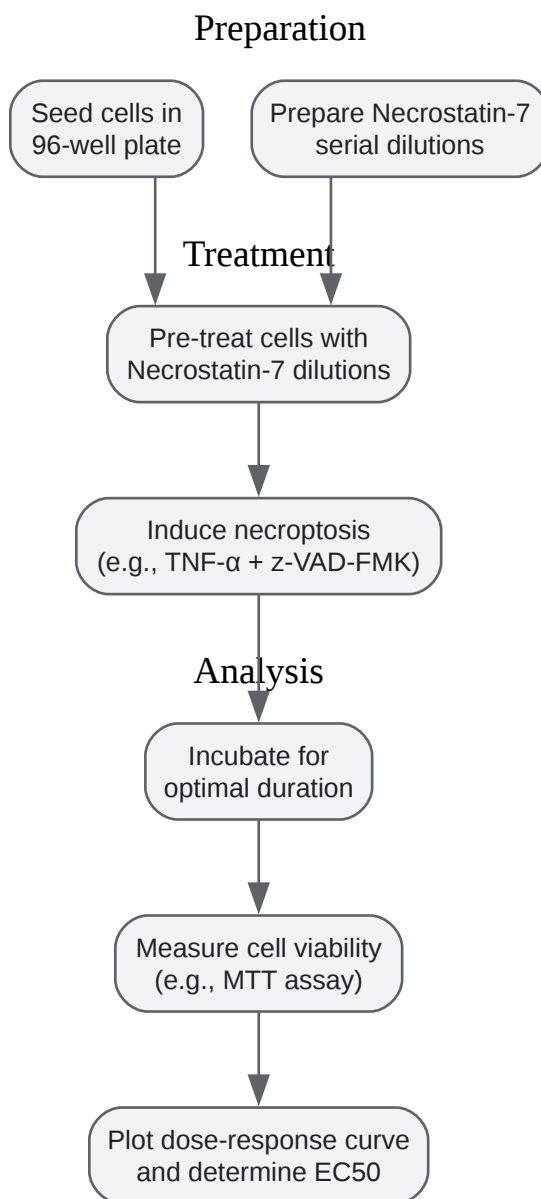 Preparation
Seed cells in
96-well plate
Prepare Necrostatin-7
serial dilutions
Treatment
Pre-treat cells with
Necrostatin-7 dilutions
Induce necroptosis
(e.g., TNF-α + z-VAD-FMK)
Analysis
Incubate for
optimal duration
Measure cell viability
(e.g., MTT assay)
Plot dose-response curve
and determine EC50